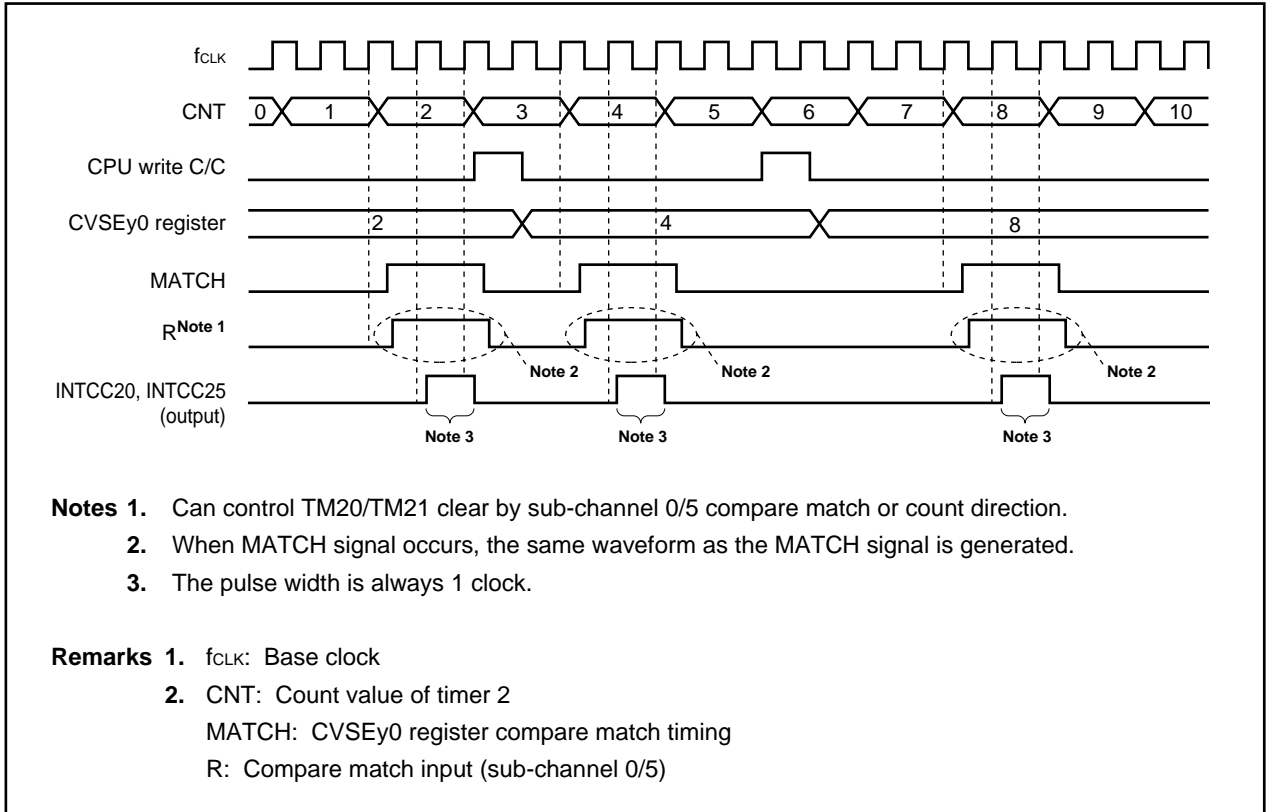 fCLK
CNT 0 1 2 3 4 5 6 7 8 9 10
CPU write C/C
CVSEy0 register 2 4 8
MATCH
RNote 1
Note 2 Note 2 Note 2
INTCC20, INTCC25
(output)
Note 3 Note 3 Note 3
Notes 1. Can control TM20/TM21 clear by sub-channel 0/5 compare match or count direction.
2. When MATCH signal occurs, the same waveform as the MATCH signal is generated.
3. The pulse width is always 1 clock.
Remarks 1. fCLK: Base clock
2. CNT: Count value of timer 2
MATCH: CVSEy0 register compare match timing
R: Compare match input (sub-channel 0/5)